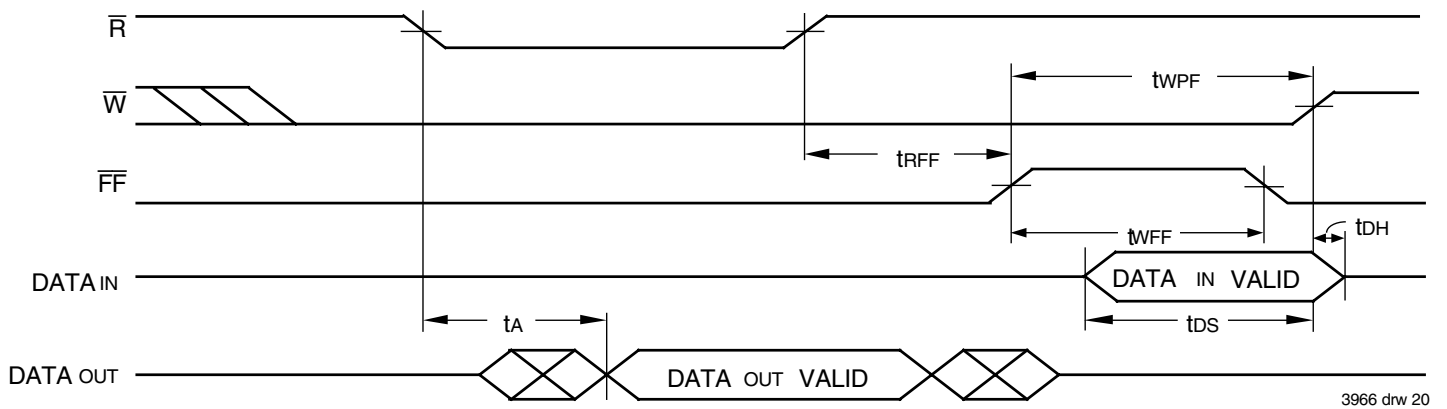 R̅
tWPF
W̅
tRFF
F̅F̅
tWFF
tDH
DATA IN
DATA IN VALID
tA
tDS
DATA OUT
DATA OUT VALID
3966 drw 20